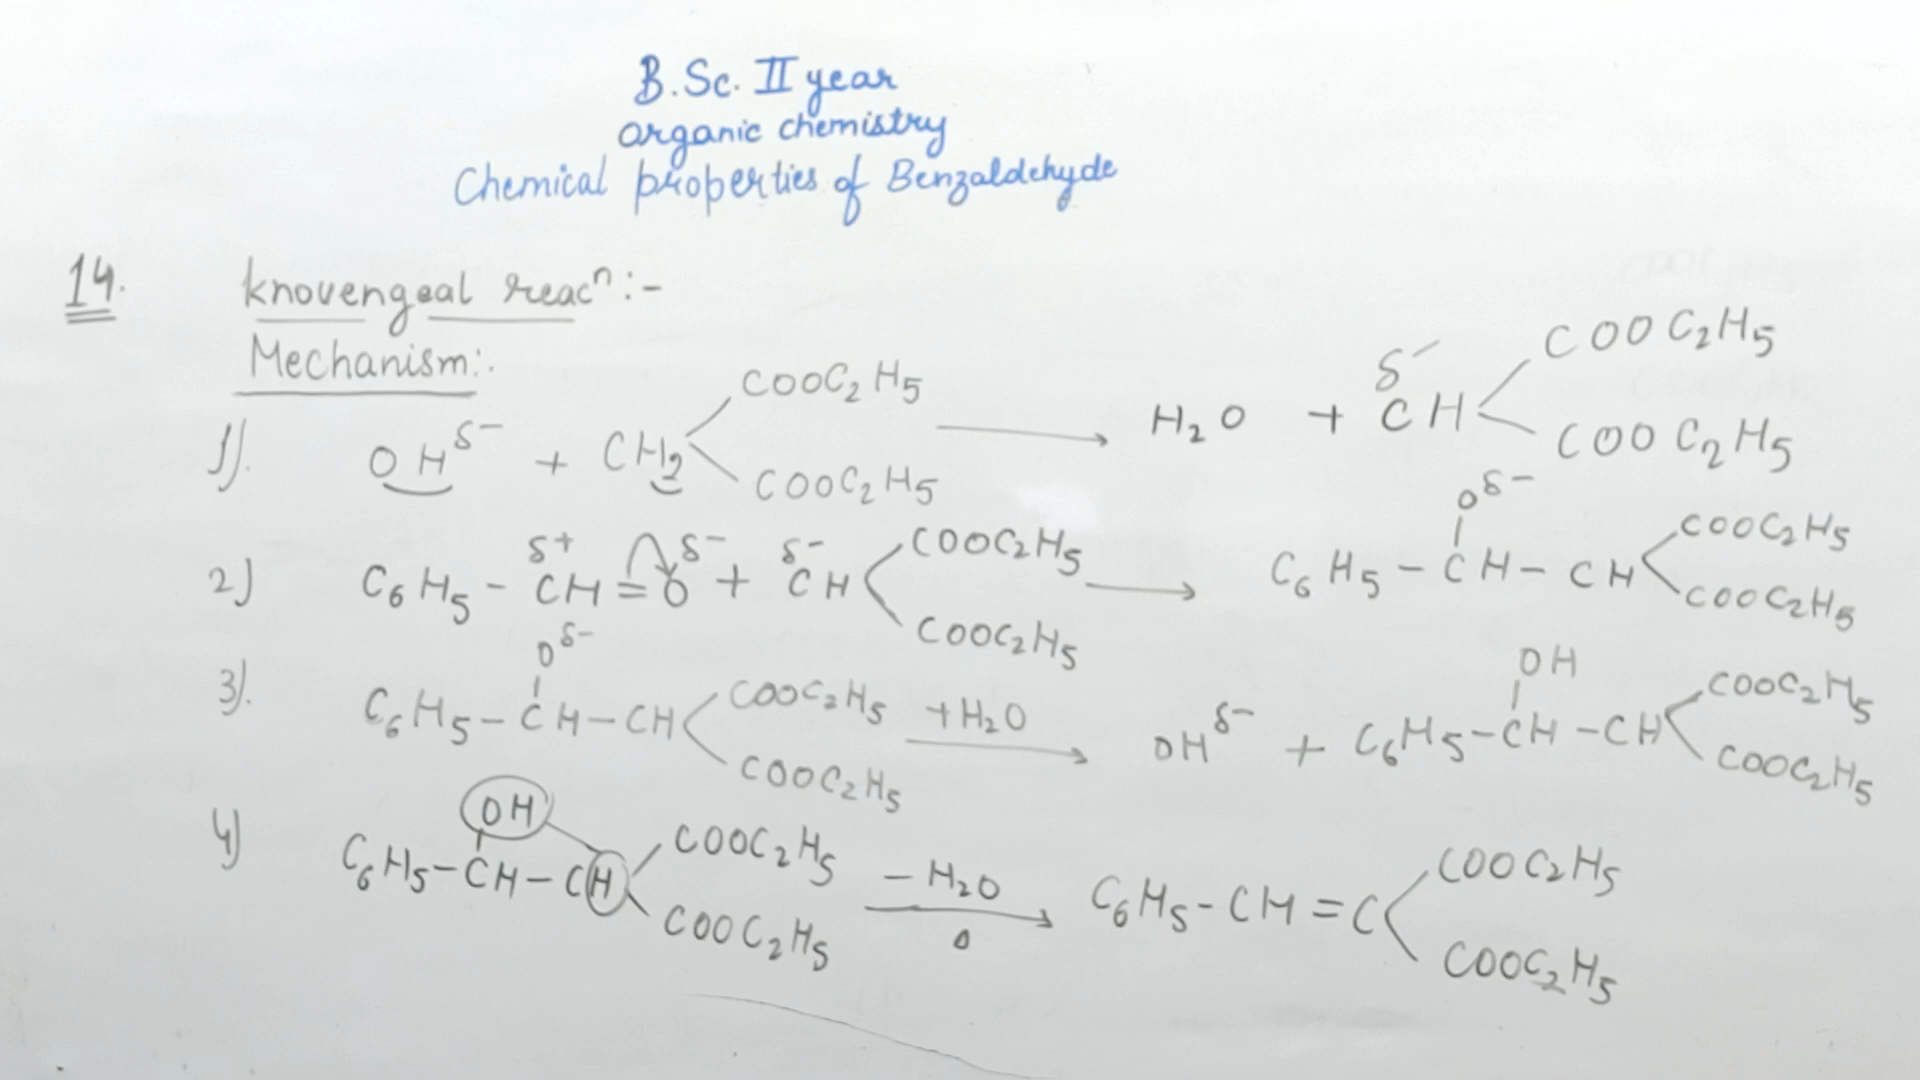 B.Sc. II year
organic chemistry
Chemical properties of Benzaldehyde
14. knovengeal reacⁿ:-
Mechanism:.
1). OH^δ- + CH₂ < COOC₂H₅ / COOC₂H₅ → H₂O + δ- CH < COOC₂H₅ / COOC₂H₅
2) C₆H₅-CH^δ+=O^δ- + δ- CH < COOC₂H₅ / COOC₂H₅ → C₆H₅-CH(O^δ-)-CH < COOC₂H₅ / COOC₂H₅
3). C₆H₅-CH(O^δ-)-CH < COOC₂H₅ / COOC₂H₅ +H₂O → OH^δ- + C₆H₅-CH(OH)-CH < COOC₂H₅ / COOC₂H₅
4) C₆H₅-CH(OH)-CH < COOC₂H₅ / COOC₂H₅ -H₂O → Δ C₆H₅-CH=C < COOC₂H₅ / COOC₂H₅